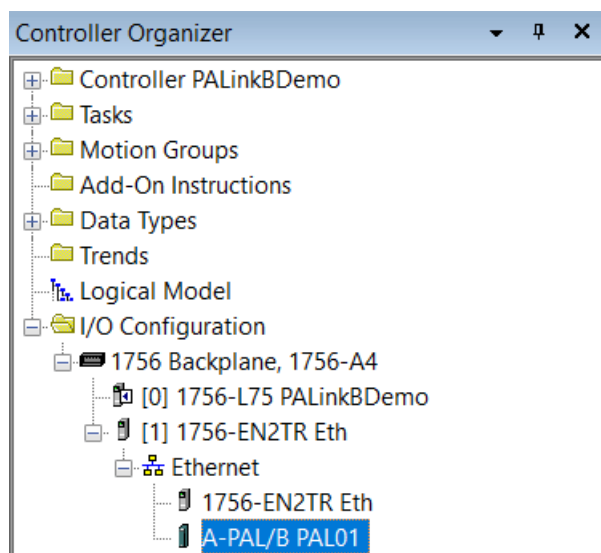 Controller Organizer
Controller PALinkBDemo
Tasks
Motion Groups
Add-On Instructions
Data Types
Trends
Logical Model
I/O Configuration
1756 Backplane, 1756-A4
[0] 1756-L75 PALinkBDemo
[1] 1756-EN2TR Eth
Ethernet
1756-EN2TR Eth
A-PAL/B PAL01